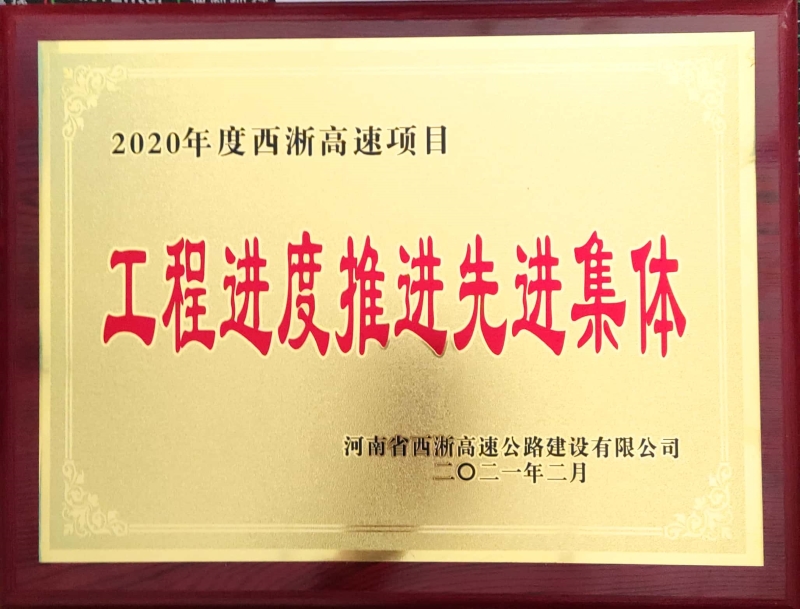 2020年度西淅高速项目
工程进度推进先进集体
河南省西淅高速公路建设有限公司
二〇二一年二月